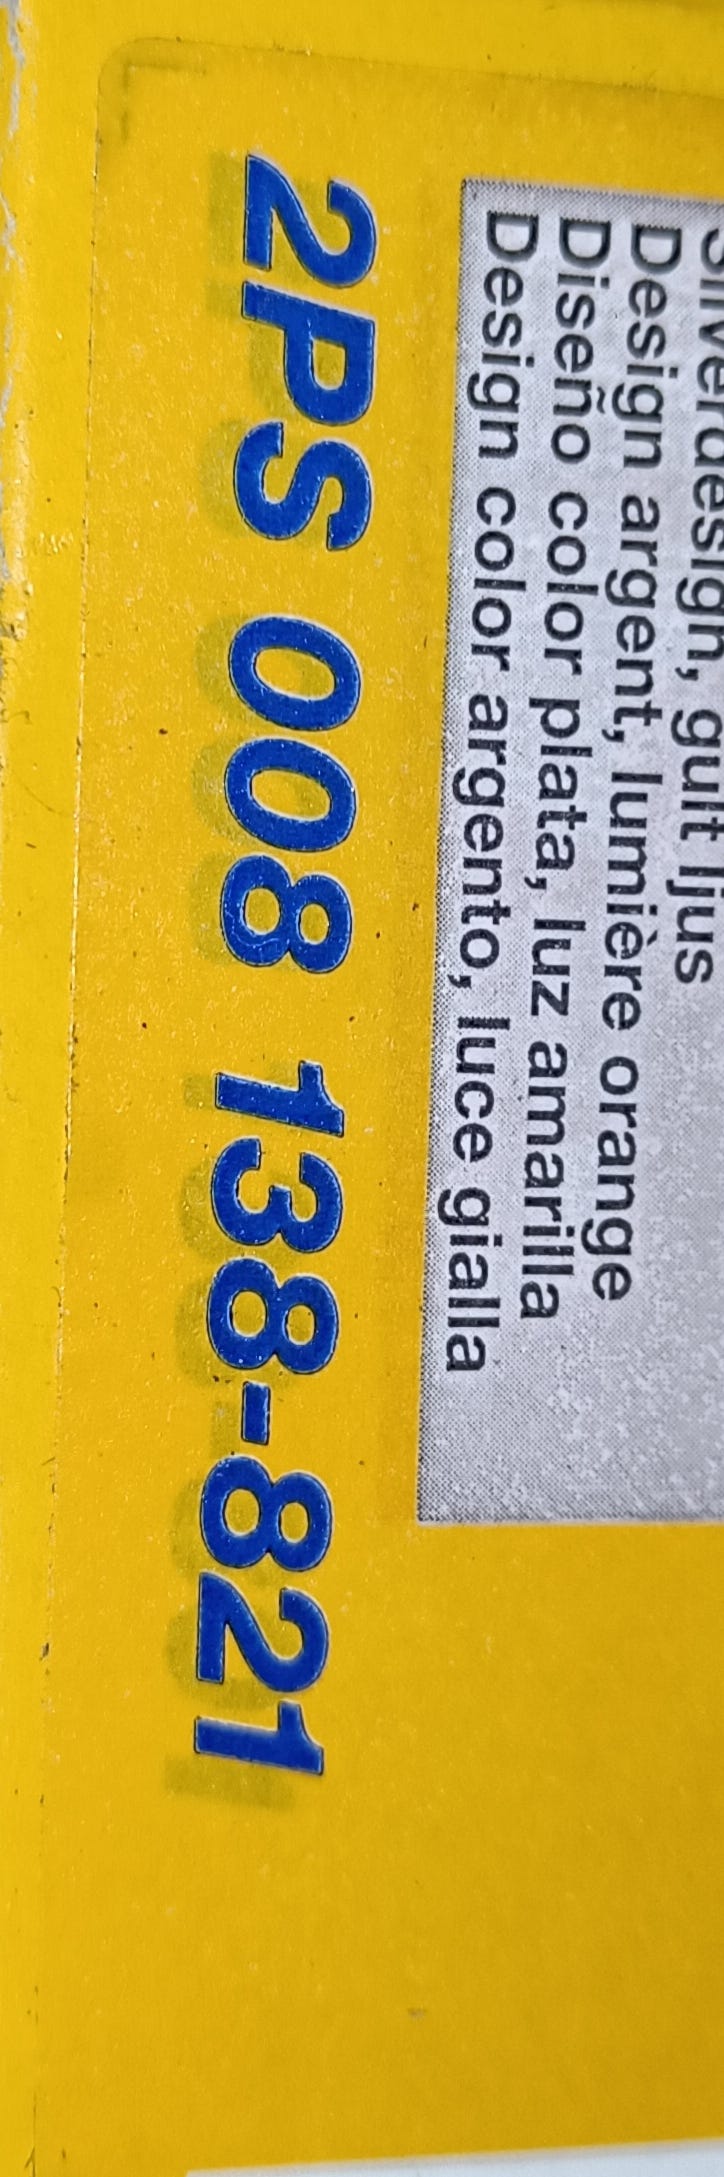 Silverdesign, gult ljus
Design argent, lumière orange
Diseño color plata, luz amarilla
Design color argento, luce gialla
2PS 008 138-821